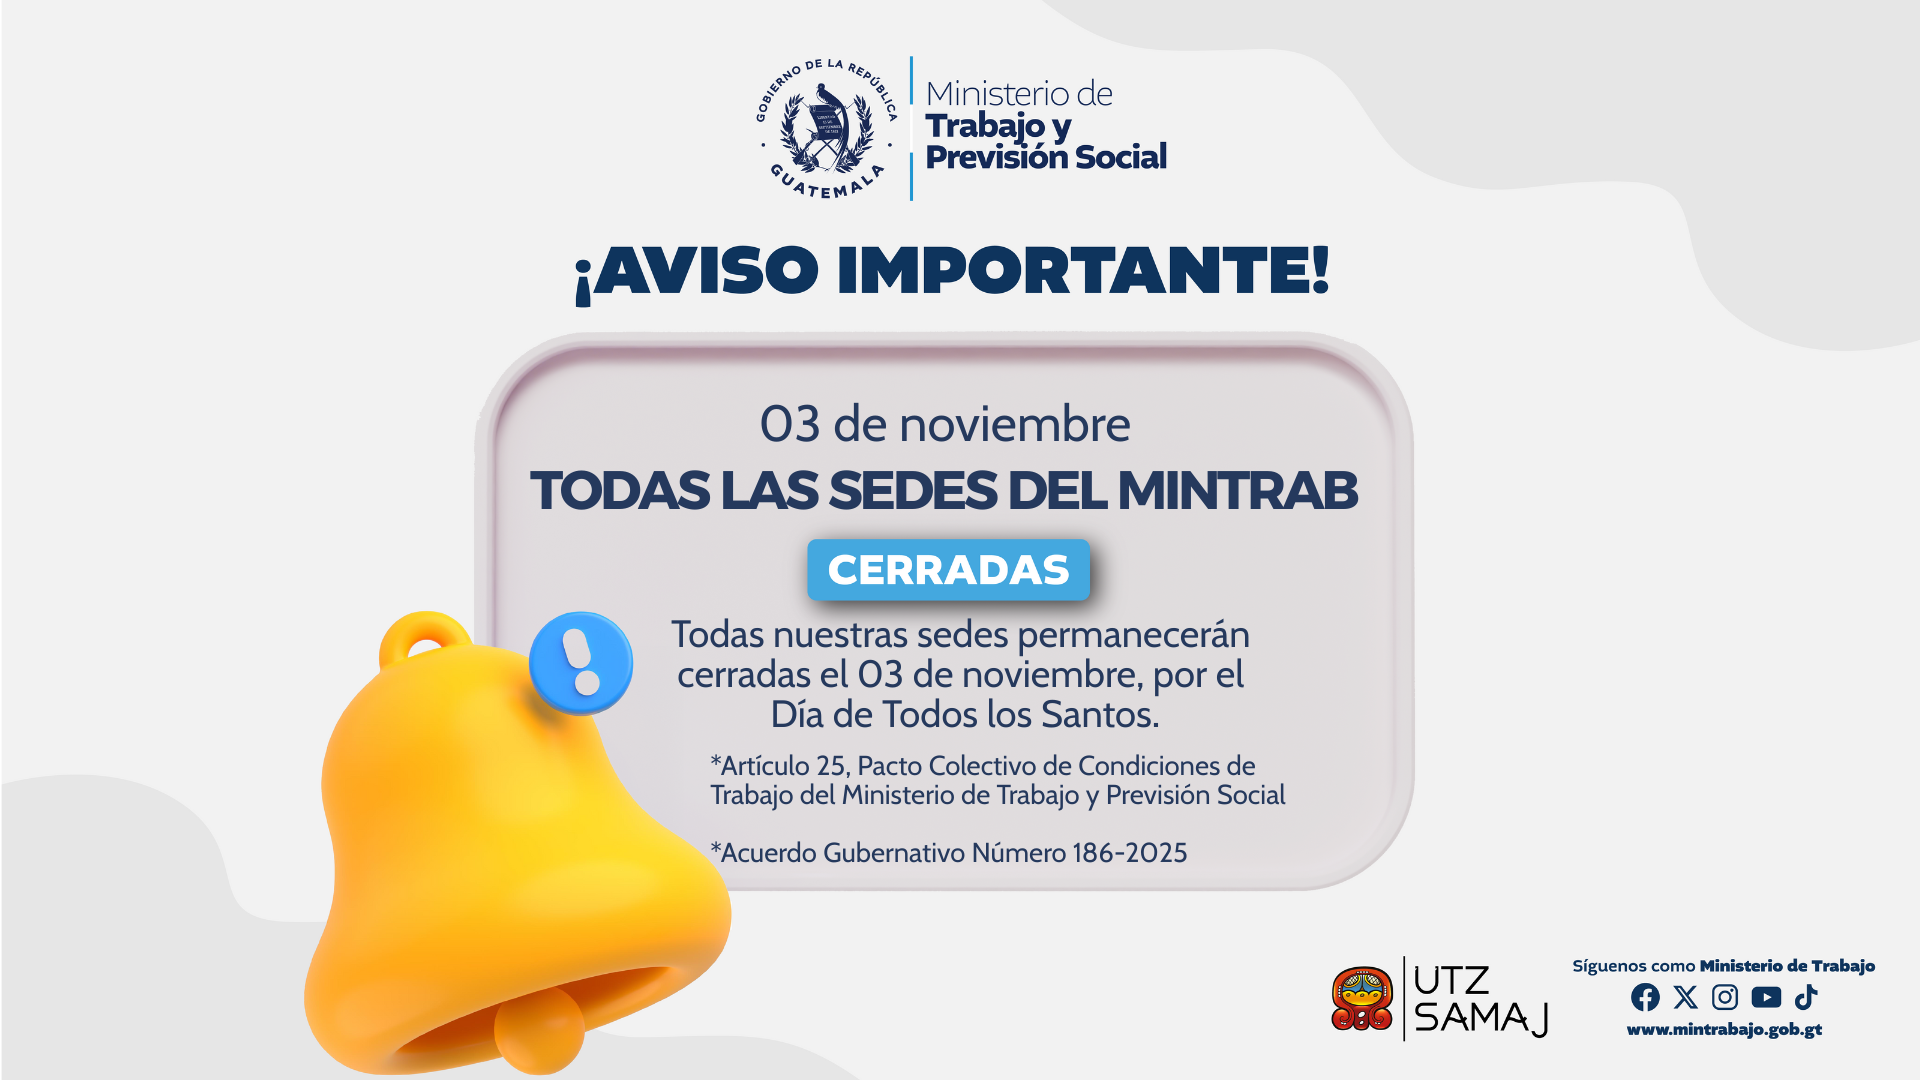 GOBIERNO DE LA REPÚBLICA
GUATEMALA
Ministerio de
Trabajo y
Previsión Social
¡AVISO IMPORTANTE!
03 de noviembre
TODAS LAS SEDES DEL MINTRAB
CERRADAS
Todas nuestras sedes permanecerán
cerradas el 03 de noviembre, por el
Día de Todos los Santos.
*Artículo 25, Pacto Colectivo de Condiciones de
Trabajo del Ministerio de Trabajo y Previsión Social
*Acuerdo Gubernativo Número 186-2025
UTZ
SAMAJ
Síguenos como Ministerio de Trabajo
www.mintrabajo.gob.gt